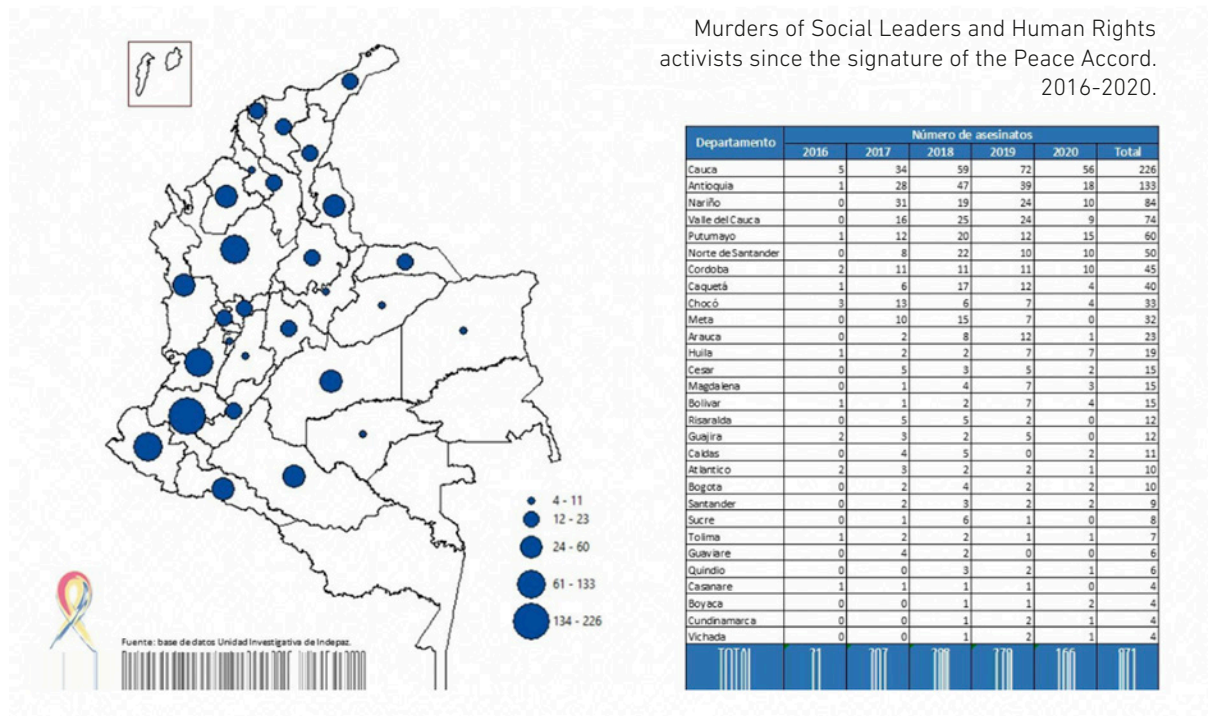 Murders of Social Leaders and Human Rights
activists since the signature of the Peace Accord.
2016-2020.
Departamento Número de asesinatos
2016 2017 2018 2019 2020 Total
Cauca 5 34 59 72 56 226
Antioquia 1 28 47 39 18 133
Nariño 0 31 19 24 10 84
Valle del Cauca 0 16 25 24 9 74
Putumayo 1 12 20 12 15 60
Norte de Santander 0 8 22 10 10 50
Cordoba 2 11 11 11 10 45
Caquetá 1 6 17 12 4 40
Chocó 3 13 6 7 4 33
Meta 0 10 15 7 0 32
Arauca 0 2 8 12 1 23
Huila 1 2 2 7 7 19
Cesar 0 5 3 5 2 15
Magdalena 0 1 4 7 3 15
Bolivar 1 1 2 7 4 15
Risaralda 0 5 5 2 0 12
Guajira 2 3 2 5 0 12
Caldas 0 4 5 0 2 11
Atlantico 2 3 2 2 1 10
Bogota 0 2 4 2 2 10
Santander 0 2 3 2 2 9
Sucre 0 1 6 1 0 8
Tolima 1 2 2 1 1 7
Guaviare 0 4 2 0 0 6
Quindio 0 0 3 2 1 6
Casanare 1 1 1 1 0 4
Boyaca 0 0 1 1 2 4
Cundinamarca 0 0 1 2 1 4
Vichada 0 0 1 2 1 4
TOTAL 166
4 - 11
12 - 23
24 - 60
61 - 133
134 - 226
Fuente: base de datos Unidad Investigativa de Indepaz.